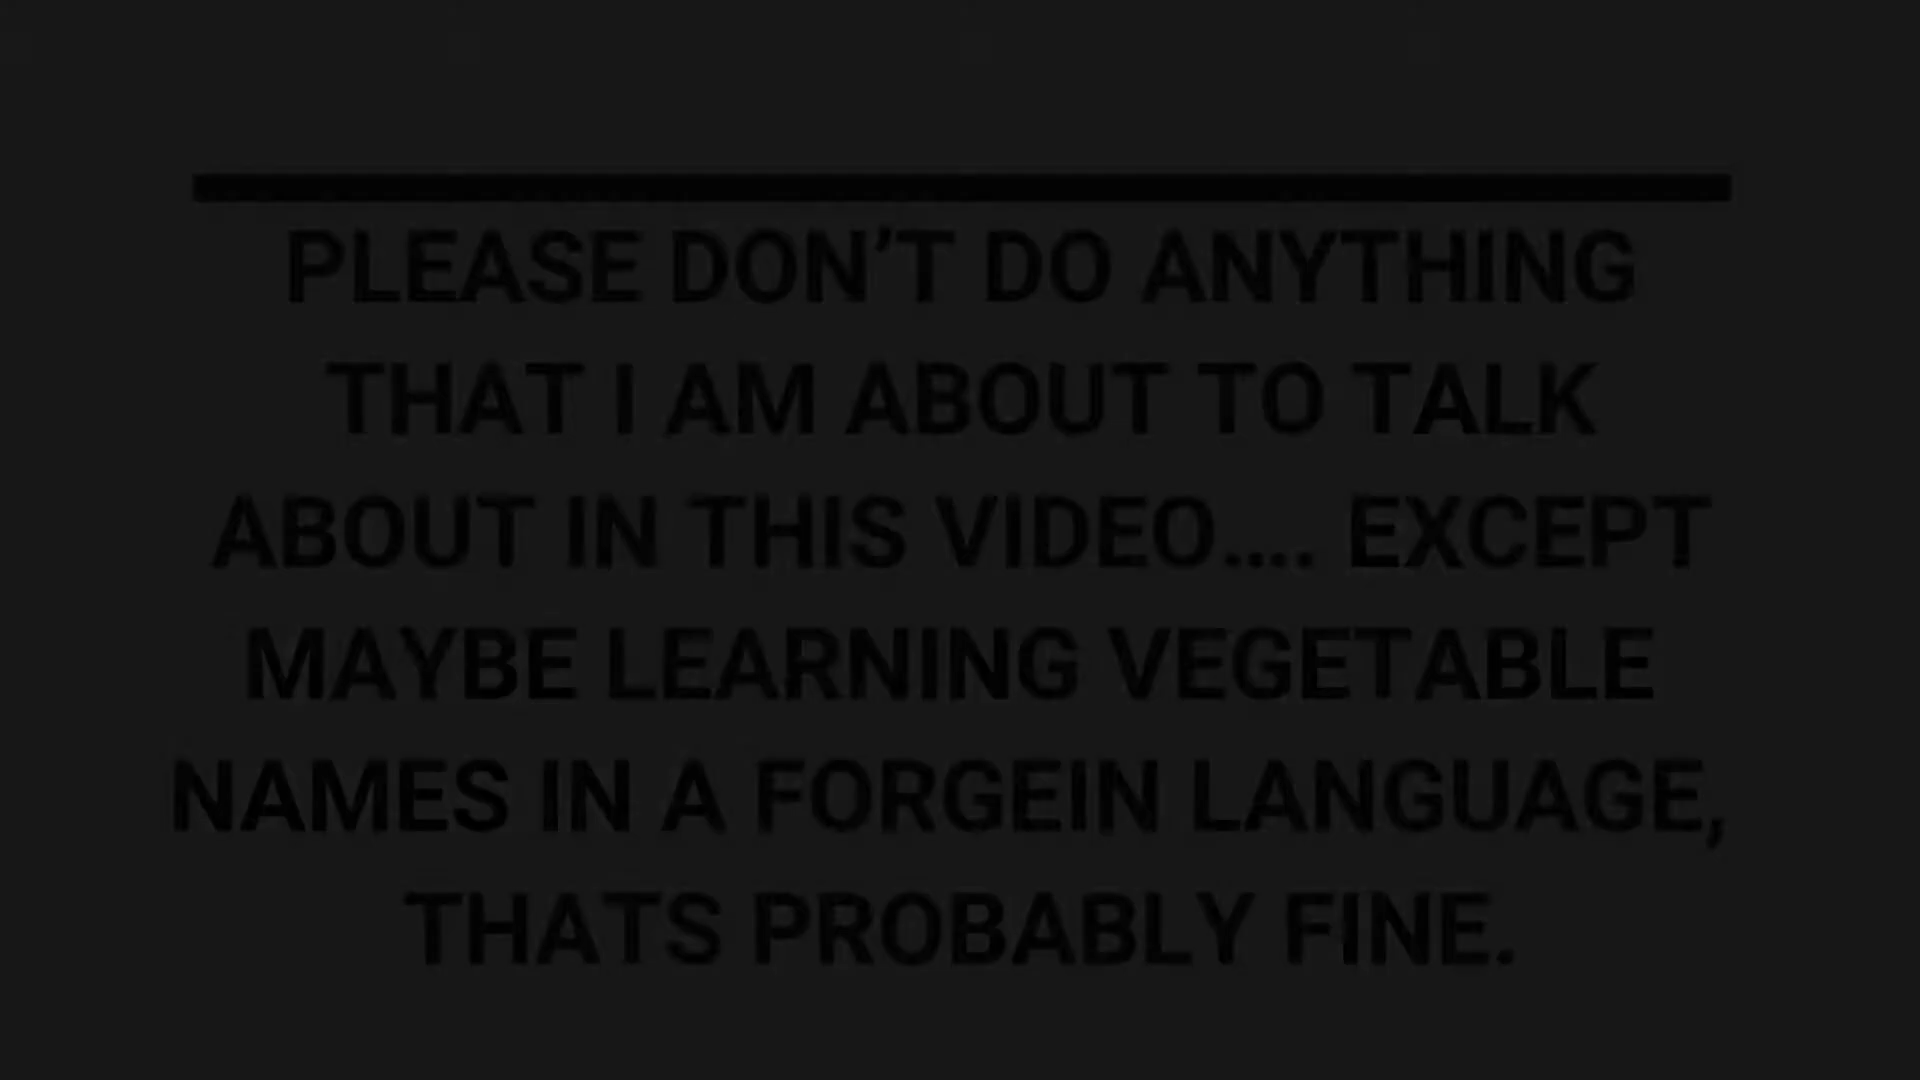 PLEASE DON'T DO ANYTHING
THAT I AM ABOUT TO TALK
ABOUT IN THIS VIDEO.... EXCEPT
MAYBE LEARNING VEGETABLE
NAMES IN A FORGEIN LANGUAGE,
THATS PROBABLY FINE.